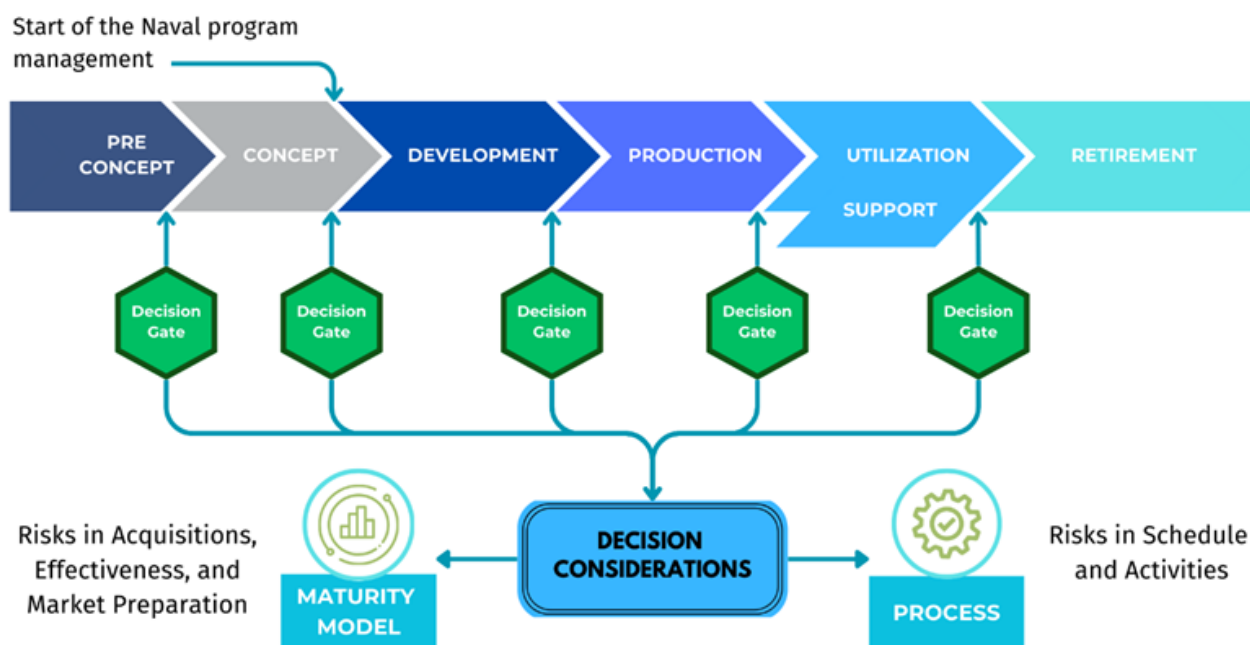 Start of the Naval program
management
PRE
CONCEPT
CONCEPT
DEVELOPMENT
PRODUCTION
UTILIZATION
SUPPORT
RETIREMENT
Decision
Gate
Decision
Gate
Decision
Gate
Decision
Gate
Decision
Gate
Risks in Acquisitions,
Effectiveness, and
Market Preparation
MATURITY
MODEL
DECISION
CONSIDERATIONS
PROCESS
Risks in Schedule
and Activities